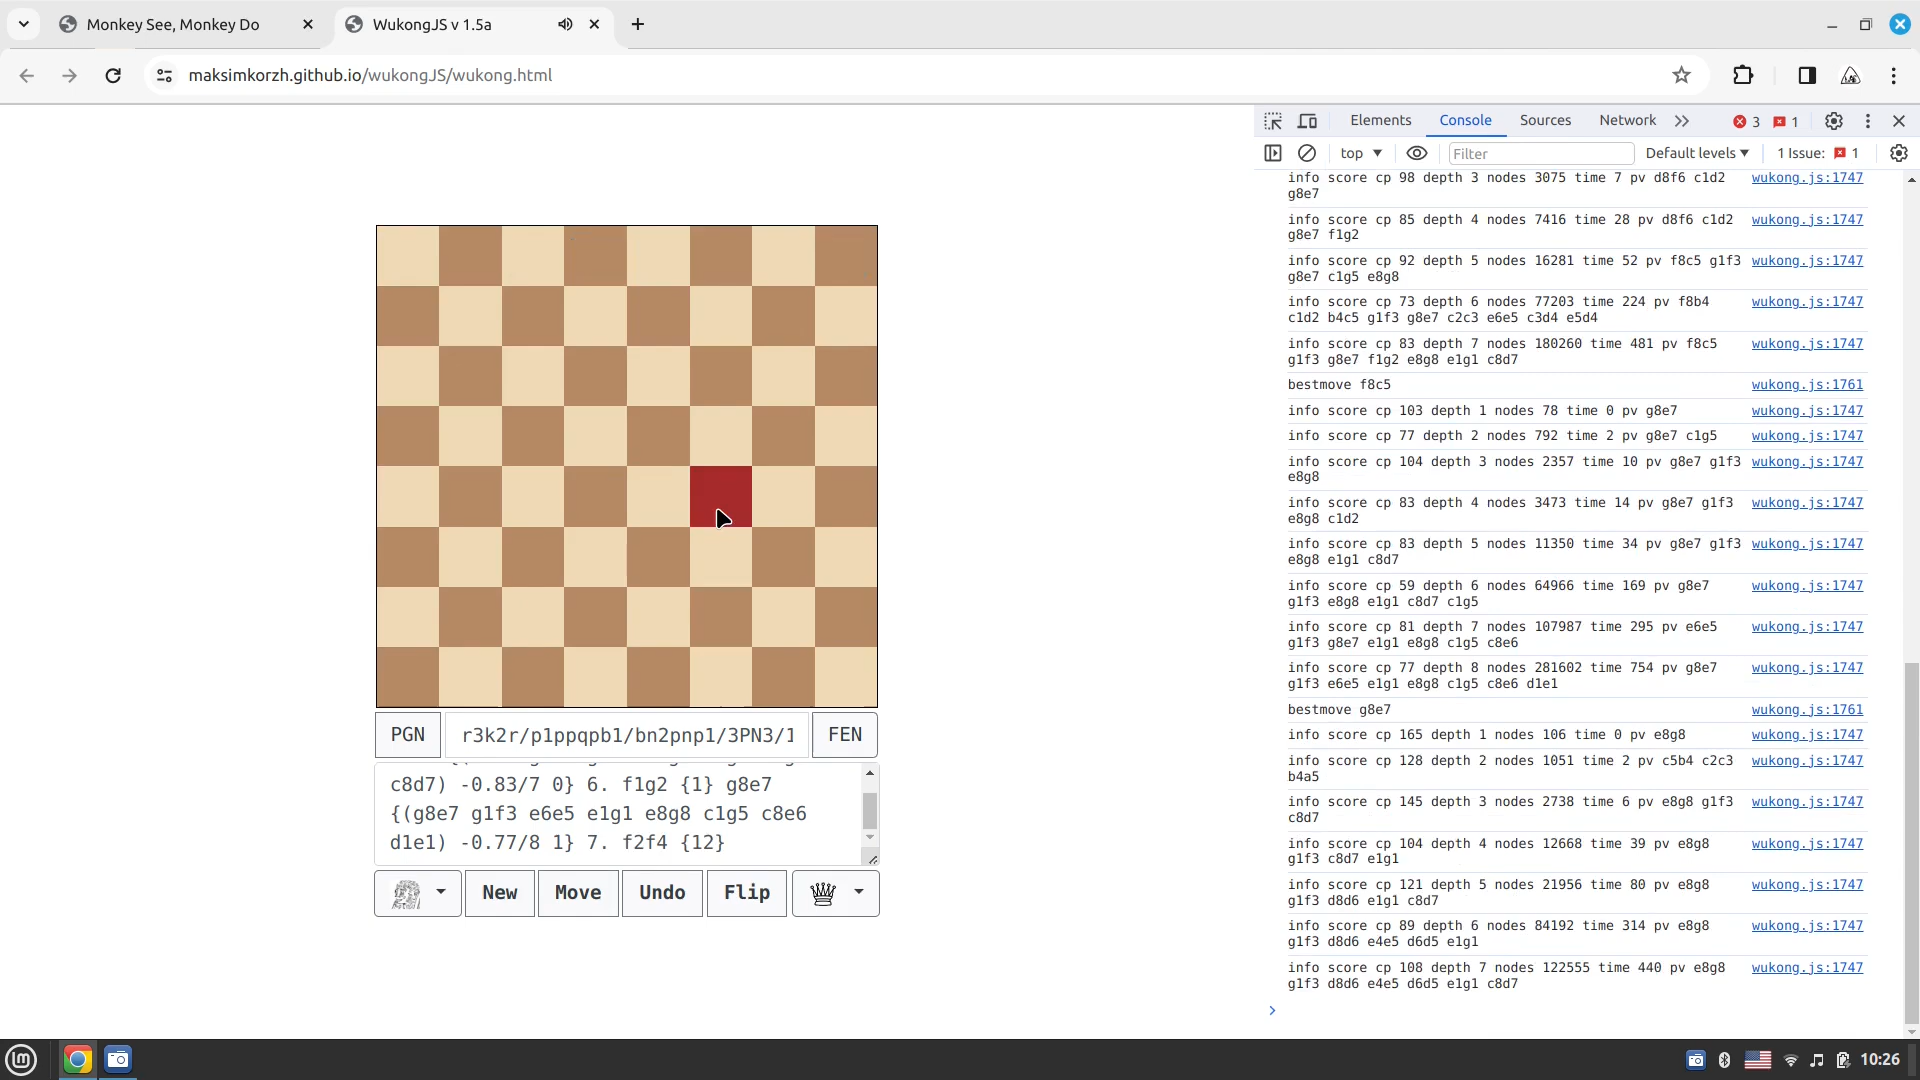 Monkey See, Monkey Do
WukongJS v 1.5a
maksimkorzh.github.io/wukongJS/wukong.html
Elements Console Sources Network 3 1
top Filter Default levels 1 Issue: 1
info score cp 98 depth 3 nodes 3075 time 7 pv d8f6 c1d2 wukong.js:1747
g8e7
info score cp 85 depth 4 nodes 7416 time 28 pv d8f6 c1d2 wukong.js:1747
g8e7 f1g2
info score cp 92 depth 5 nodes 16281 time 52 pv f8c5 g1f3 wukong.js:1747
g8e7 c1g5 e8g8
info score cp 73 depth 6 nodes 77203 time 224 pv f8b4 wukong.js:1747
c1d2 b4c5 g1f3 g8e7 c2c3 e6e5 c3d4 e5d4
info score cp 83 depth 7 nodes 180260 time 481 pv f8c5 wukong.js:1747
g1f3 g8e7 f1g2 e8g8 e1g1 c8d7
bestmove f8c5 wukong.js:1761
info score cp 103 depth 1 nodes 78 time 0 pv g8e7 wukong.js:1747
info score cp 77 depth 2 nodes 792 time 2 pv g8e7 c1g5 wukong.js:1747
info score cp 104 depth 3 nodes 2357 time 10 pv g8e7 g1f3 wukong.js:1747
e8g8
info score cp 83 depth 4 nodes 3473 time 14 pv g8e7 g1f3 wukong.js:1747
e8g8 c1d2
info score cp 83 depth 5 nodes 11350 time 34 pv g8e7 g1f3 wukong.js:1747
e8g8 e1g1 c8d7
info score cp 59 depth 6 nodes 64966 time 169 pv g8e7 wukong.js:1747
g1f3 e8g8 e1g1 c8d7 c1g5
info score cp 81 depth 7 nodes 107987 time 295 pv e6e5 wukong.js:1747
g1f3 g8e7 e1g1 e8g8 c1g5 c8e6
info score cp 77 depth 8 nodes 281602 time 754 pv g8e7 wukong.js:1747
g1f3 e6e5 e1g1 e8g8 c1g5 c8e6 d1e1
bestmove g8e7 wukong.js:1761
info score cp 165 depth 1 nodes 106 time 0 pv e8g8 wukong.js:1747
info score cp 128 depth 2 nodes 1051 time 2 pv c5b4 c2c3 wukong.js:1747
b4a5
info score cp 145 depth 3 nodes 2738 time 6 pv e8g8 g1f3 wukong.js:1747
c8d7
info score cp 104 depth 4 nodes 12668 time 39 pv e8g8 wukong.js:1747
g1f3 c8d7 e1g1
info score cp 121 depth 5 nodes 21956 time 80 pv e8g8 wukong.js:1747
g1f3 d8d6 e1g1 c8d7
info score cp 89 depth 6 nodes 84192 time 314 pv e8g8 wukong.js:1747
g1f3 d8d6 e4e5 d6d5 e1g1
info score cp 108 depth 7 nodes 122555 time 440 pv e8g8 wukong.js:1747
g1f3 d8d6 e4e5 d6d5 e1g1 c8d7
PGN r3k2r/p1ppqpb1/bn2pnp1/3PN3/1 FEN
c8d7) -0.83/7 0} 6. f1g2 {1} g8e7
{(g8e7 g1f3 e6e5 e1g1 e8g8 c1g5 c8e6
d1e1) -0.77/8 1} 7. f2f4 {12}
New Move Undo Flip
10:26